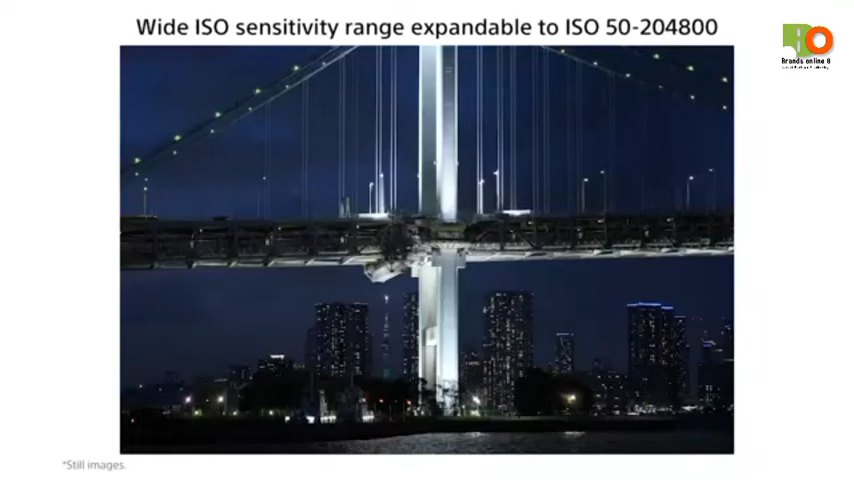 Wide ISO sensitivity range expandable to ISO 50-204800
Brands online 8
*Still images.